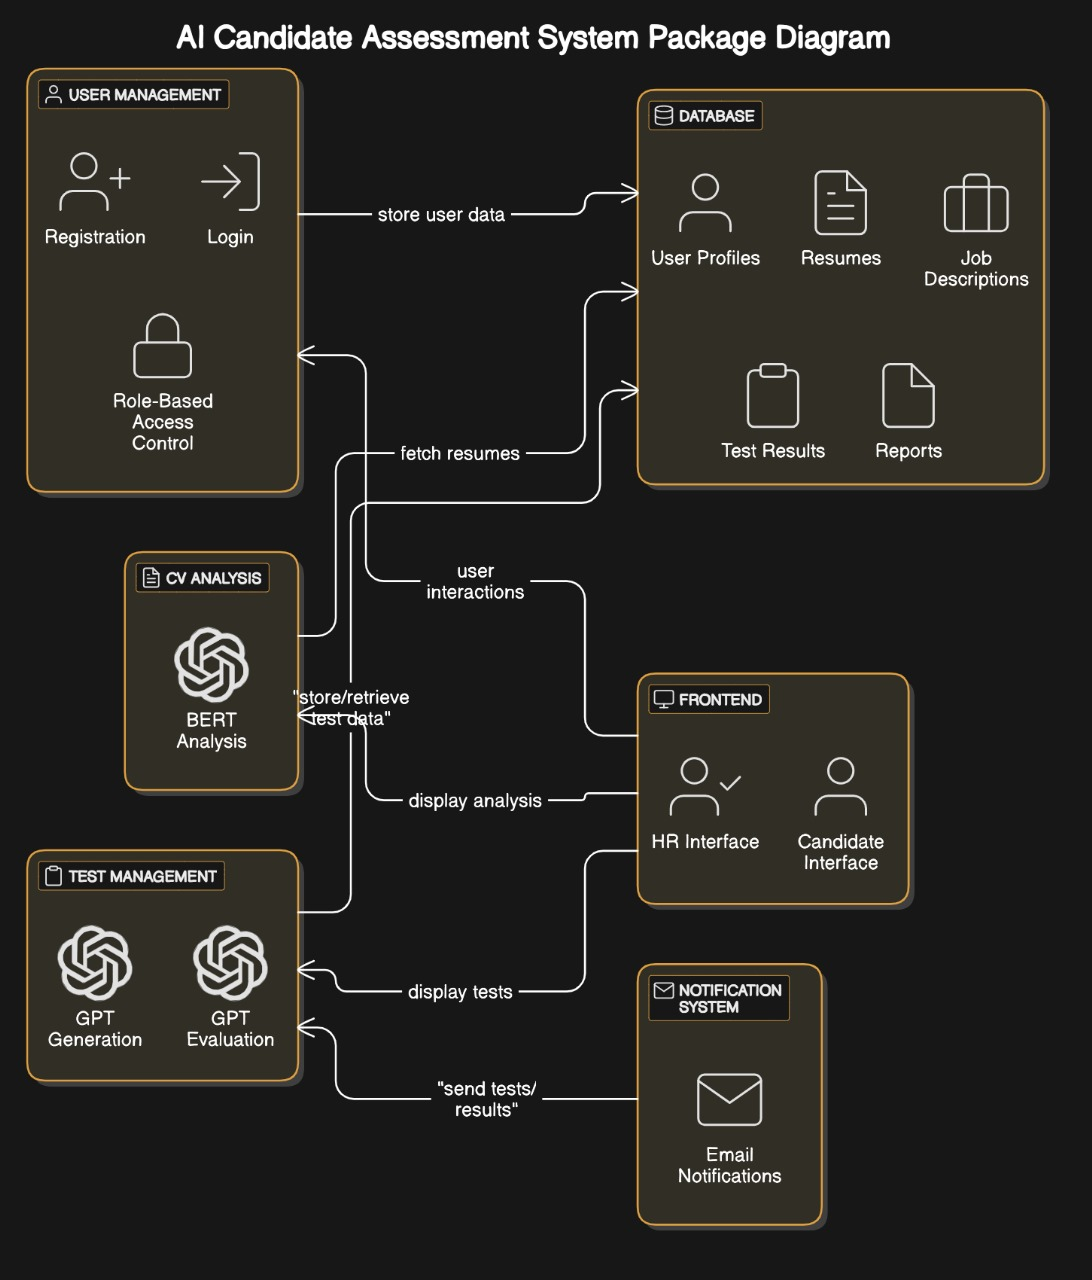 AI Candidate Assessment System Package Diagram
USER MANAGEMENT
Registration
Login
Role-Based
Access
Control
DATABASE
User Profiles
Resumes
Job
Descriptions
Test Results
Reports
store user data
fetch resumes
user
interactions
CV ANALYSIS
BERT
Analysis
"store/retrieve
test data"
FRONTEND
HR Interface
Candidate
Interface
display analysis
TEST MANAGEMENT
GPT
Generation
GPT
Evaluation
display tests
NOTIFICATION
SYSTEM
Email
Notifications
"send tests/
results"